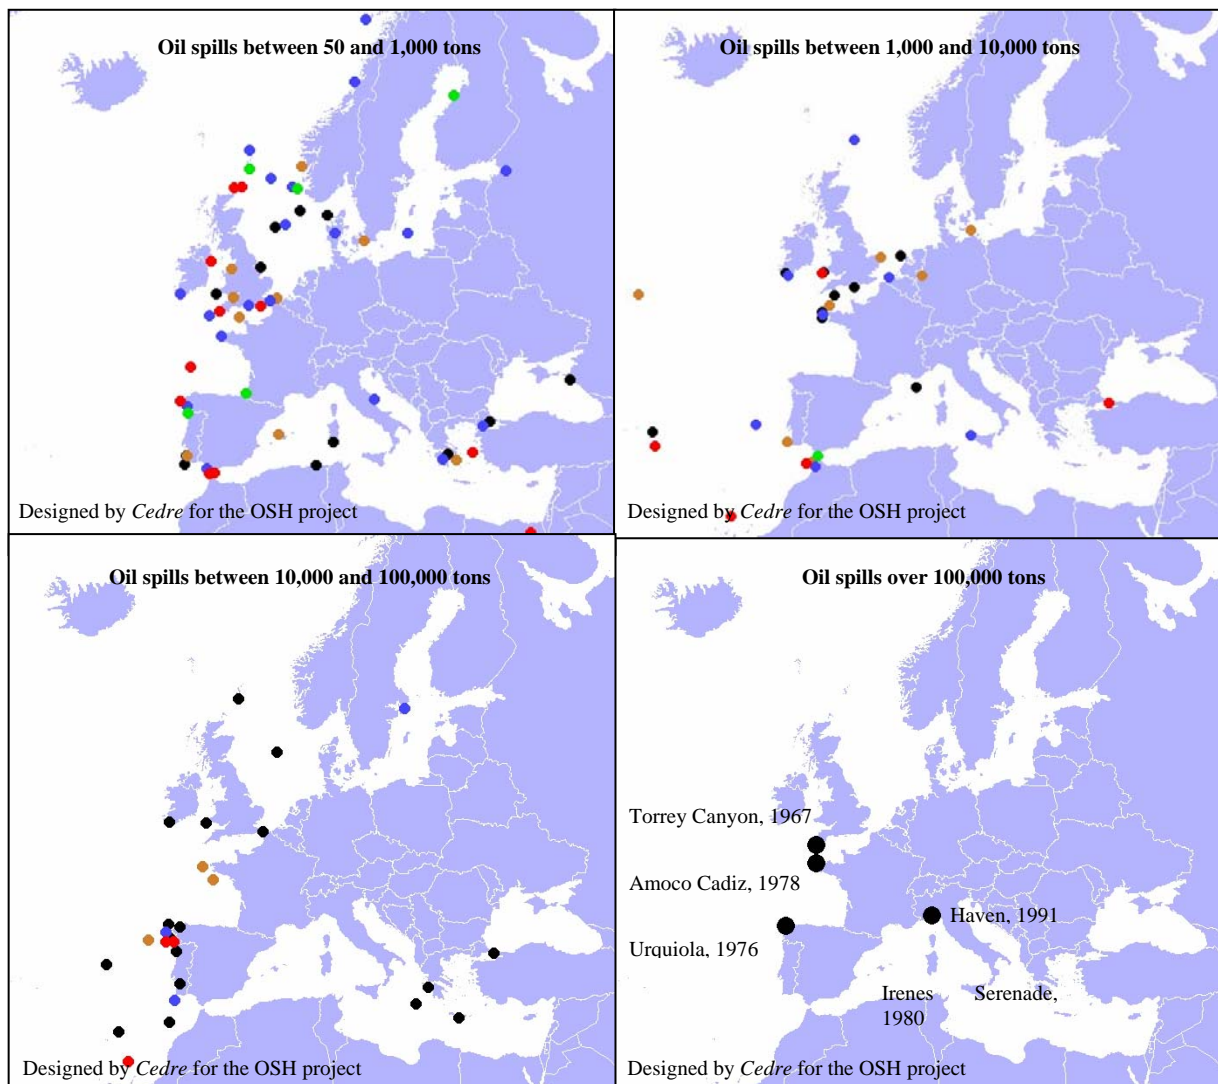 Oil spills between 50 and 1,000 tons
Oil spills between 1,000 and 10,000 tons
Designed by Cedre for the OSH project
Designed by Cedre for the OSH project
Oil spills between 10,000 and 100,000 tons
Oil spills over 100,000 tons
Torrey Canyon, 1967
Amoco Cadiz, 1978
Haven, 1991
Urquiola, 1976
Irenes Serenade,
1980
Designed by Cedre for the OSH project
Designed by Cedre for the OSH project